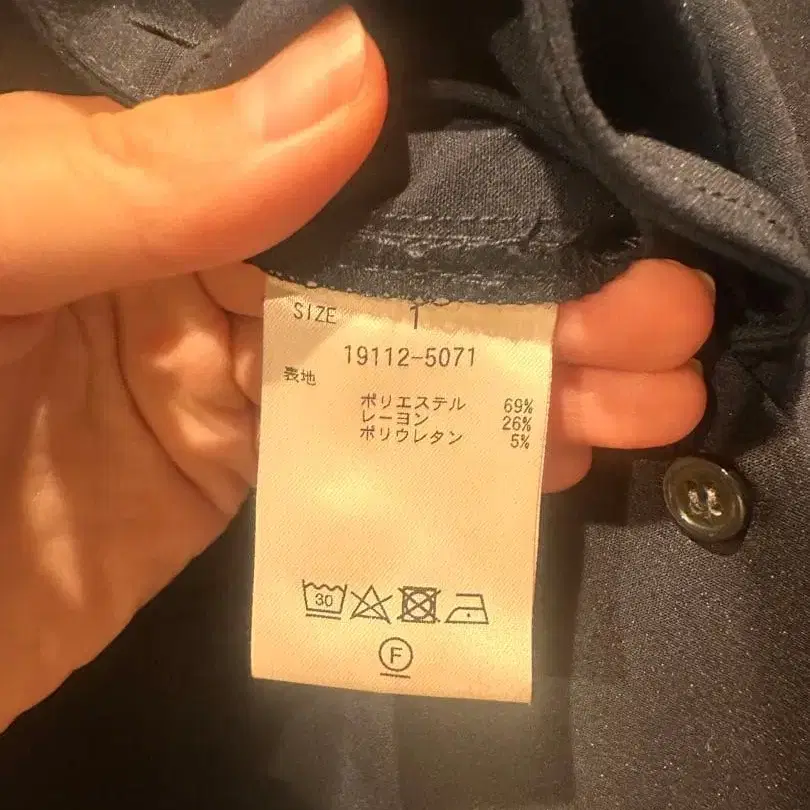 SIZE 1
19112-5071
表地
ポリエステル 69%
レーヨン 26%
ポリウレタン 5%
30
F